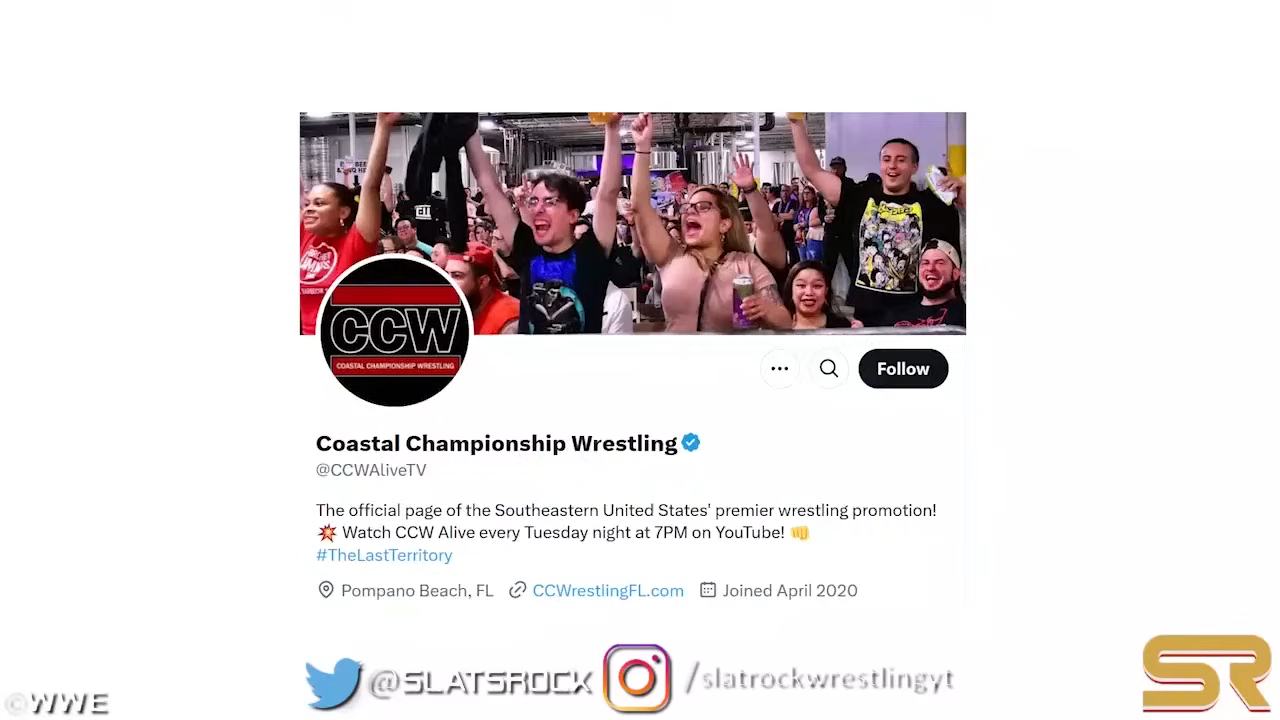 CCW
COASTAL CHAMPIONSHIP WRESTLING
Follow
Coastal Championship Wrestling
@CCWAliveTV
The official page of the Southeastern United States' premier wrestling promotion!
💥 Watch CCW Alive every Tuesday night at 7PM on YouTube! 👊
#TheLastTerritory
Pompano Beach, FL CCWrestlingFL.com Joined April 2020
@SLATSROCK /slatrockwrestlingyt
SR
©WWE